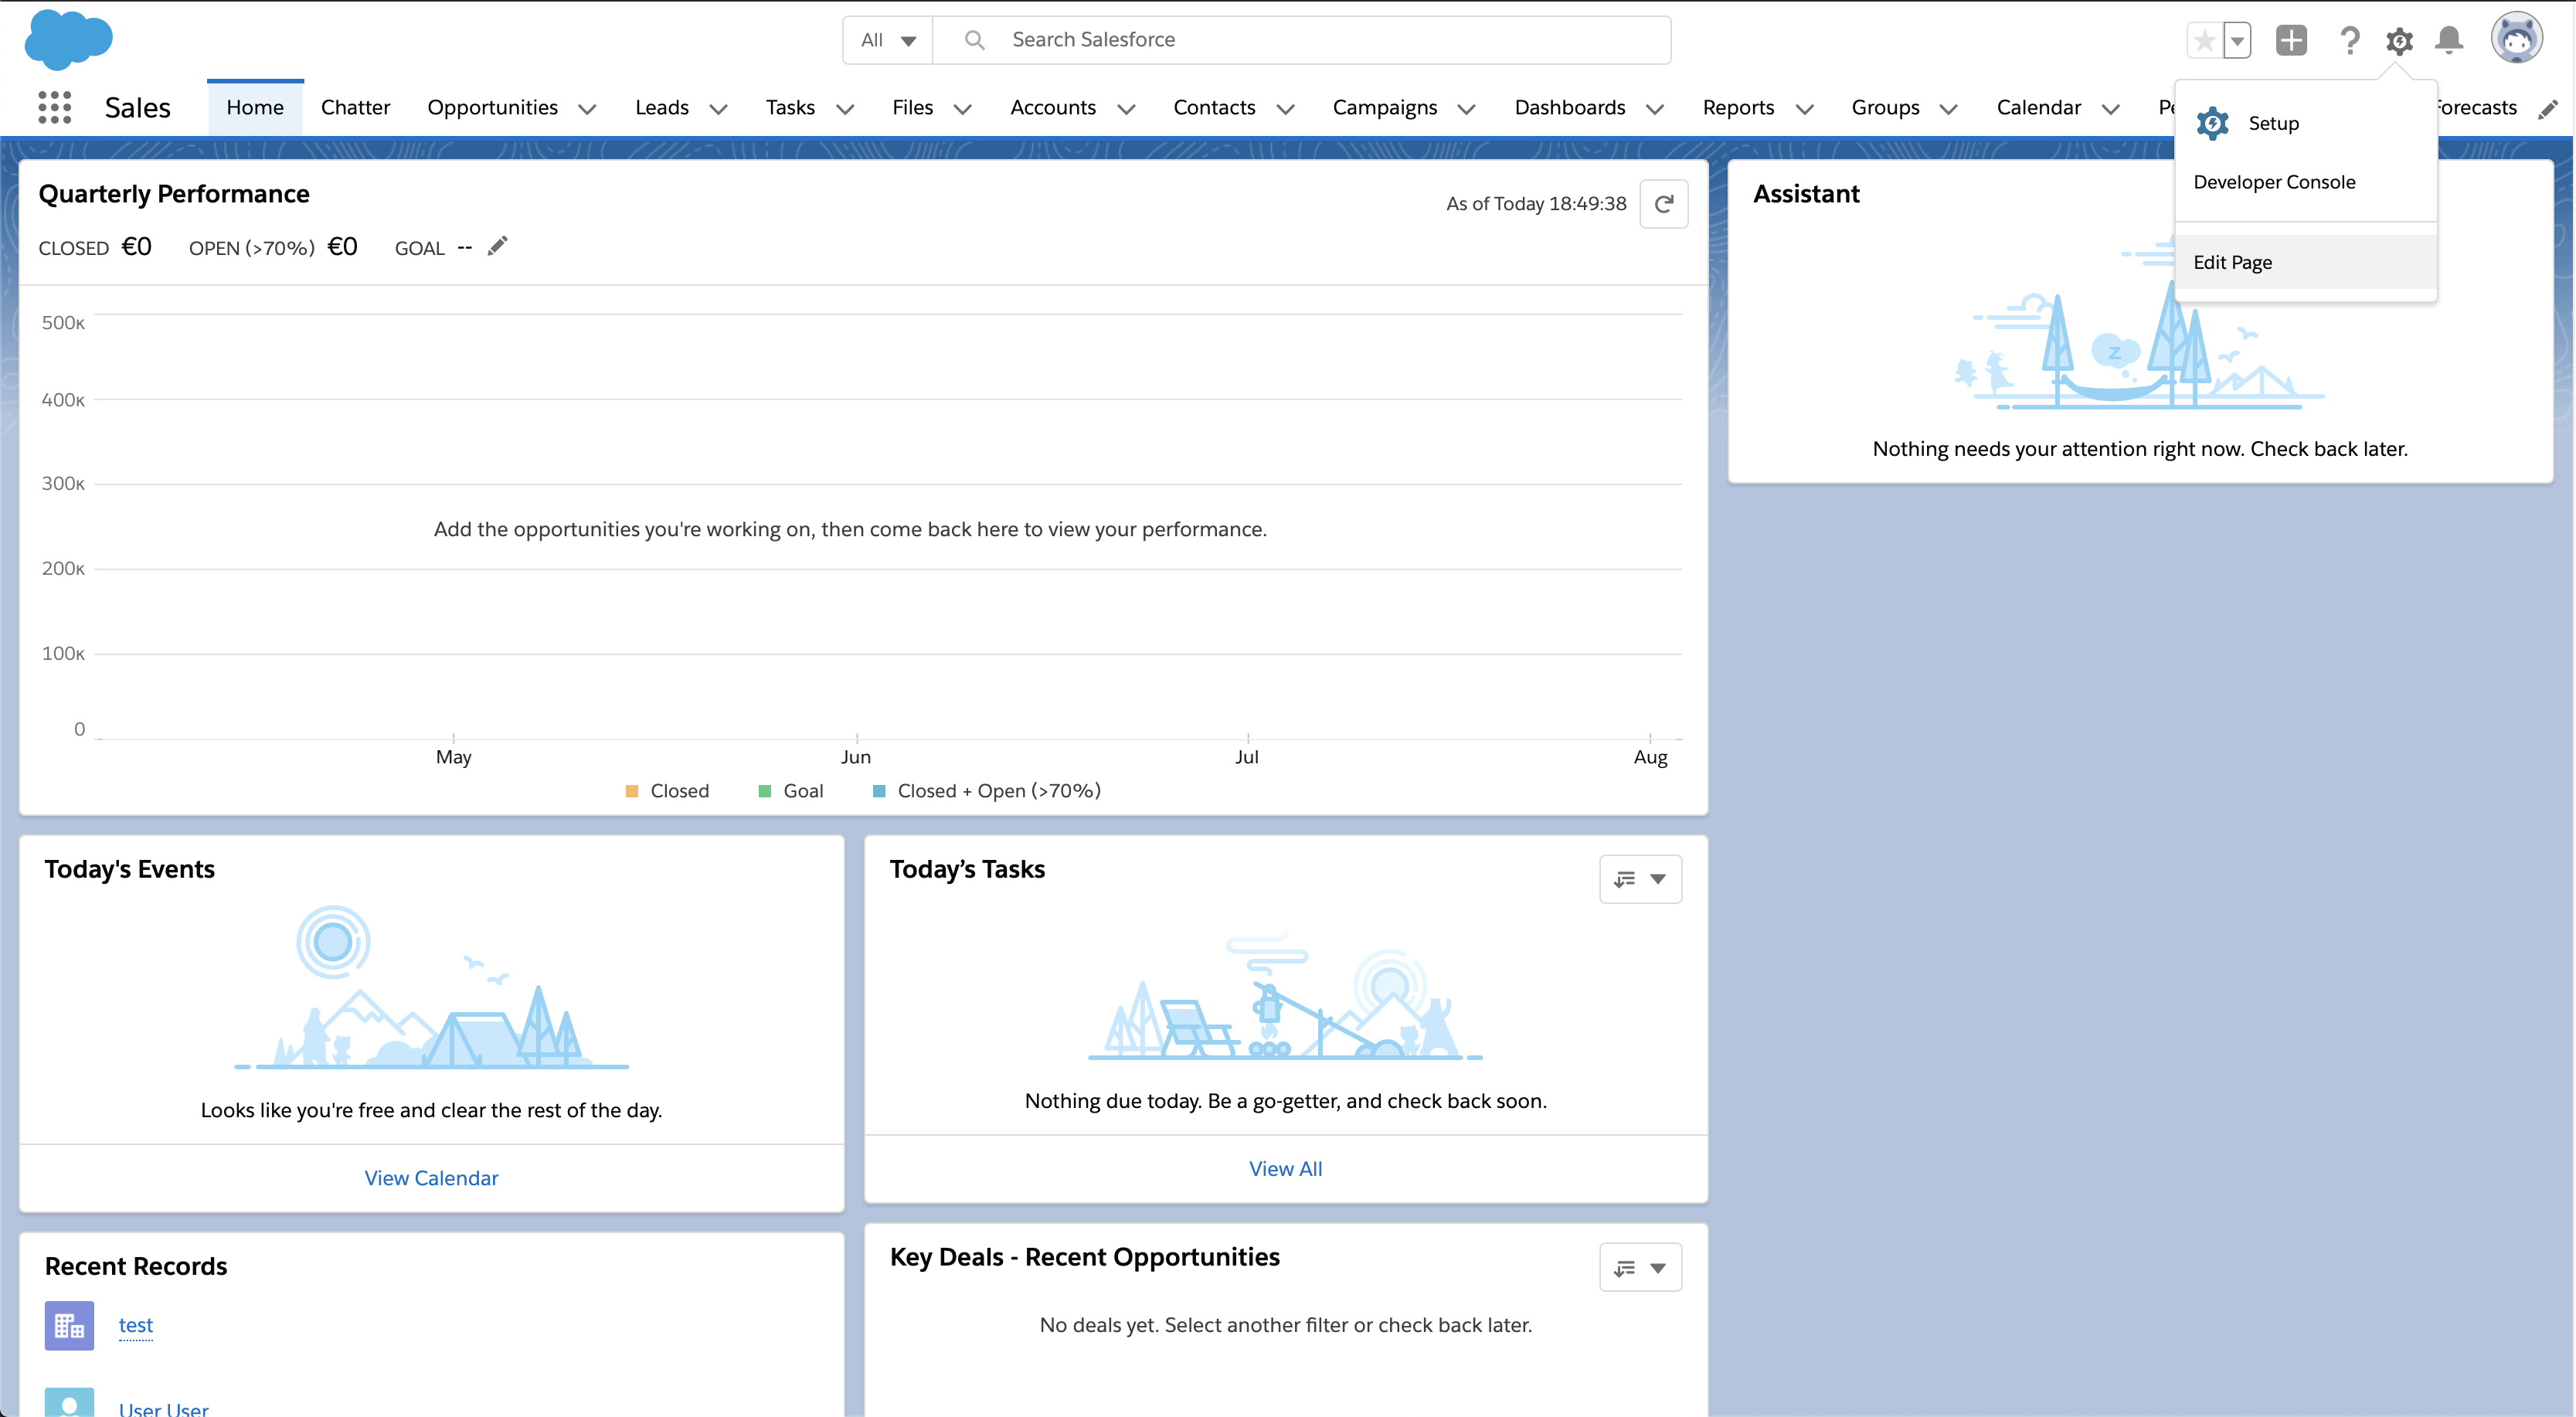 All
Search Salesforce
Sales
Home
Chatter
Opportunities
Leads
Tasks
Files
Accounts
Contacts
Campaigns
Dashboards
Reports
Groups
Calendar
Forecasts
Setup
Developer Console
Edit Page
Quarterly Performance
As of Today 18:49:38
CLOSED €0 OPEN (>70%) €0 GOAL --
500K
400K
300K
Add the opportunities you're working on, then come back here to view your performance.
200K
100K
0
May Jun Jul Aug
Closed Goal Closed + Open (>70%)
Assistant
z
Nothing needs your attention right now. Check back later.
Today's Events
Looks like you're free and clear the rest of the day.
View Calendar
Today’s Tasks
Nothing due today. Be a go-getter, and check back soon.
View All
Recent Records
test
User User
Key Deals - Recent Opportunities
No deals yet. Select another filter or check back later.